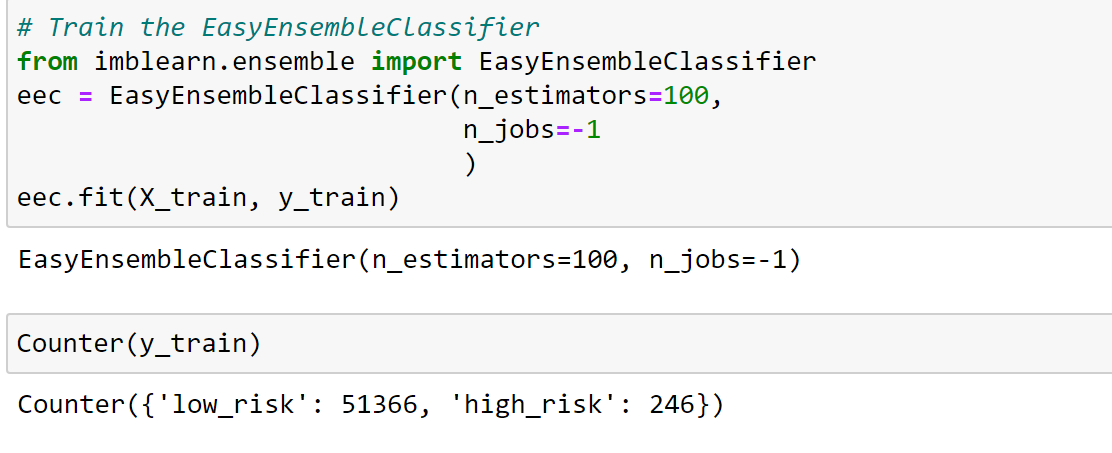 # Train the EasyEnsembleClassifier
from imblearn.ensemble import EasyEnsembleClassifier
eec = EasyEnsembleClassifier(n_estimators=100,
                             n_jobs=-1
                             )
eec.fit(X_train, y_train)
EasyEnsembleClassifier(n_estimators=100, n_jobs=-1)
Counter(y_train)
Counter({'low_risk': 51366, 'high_risk': 246})